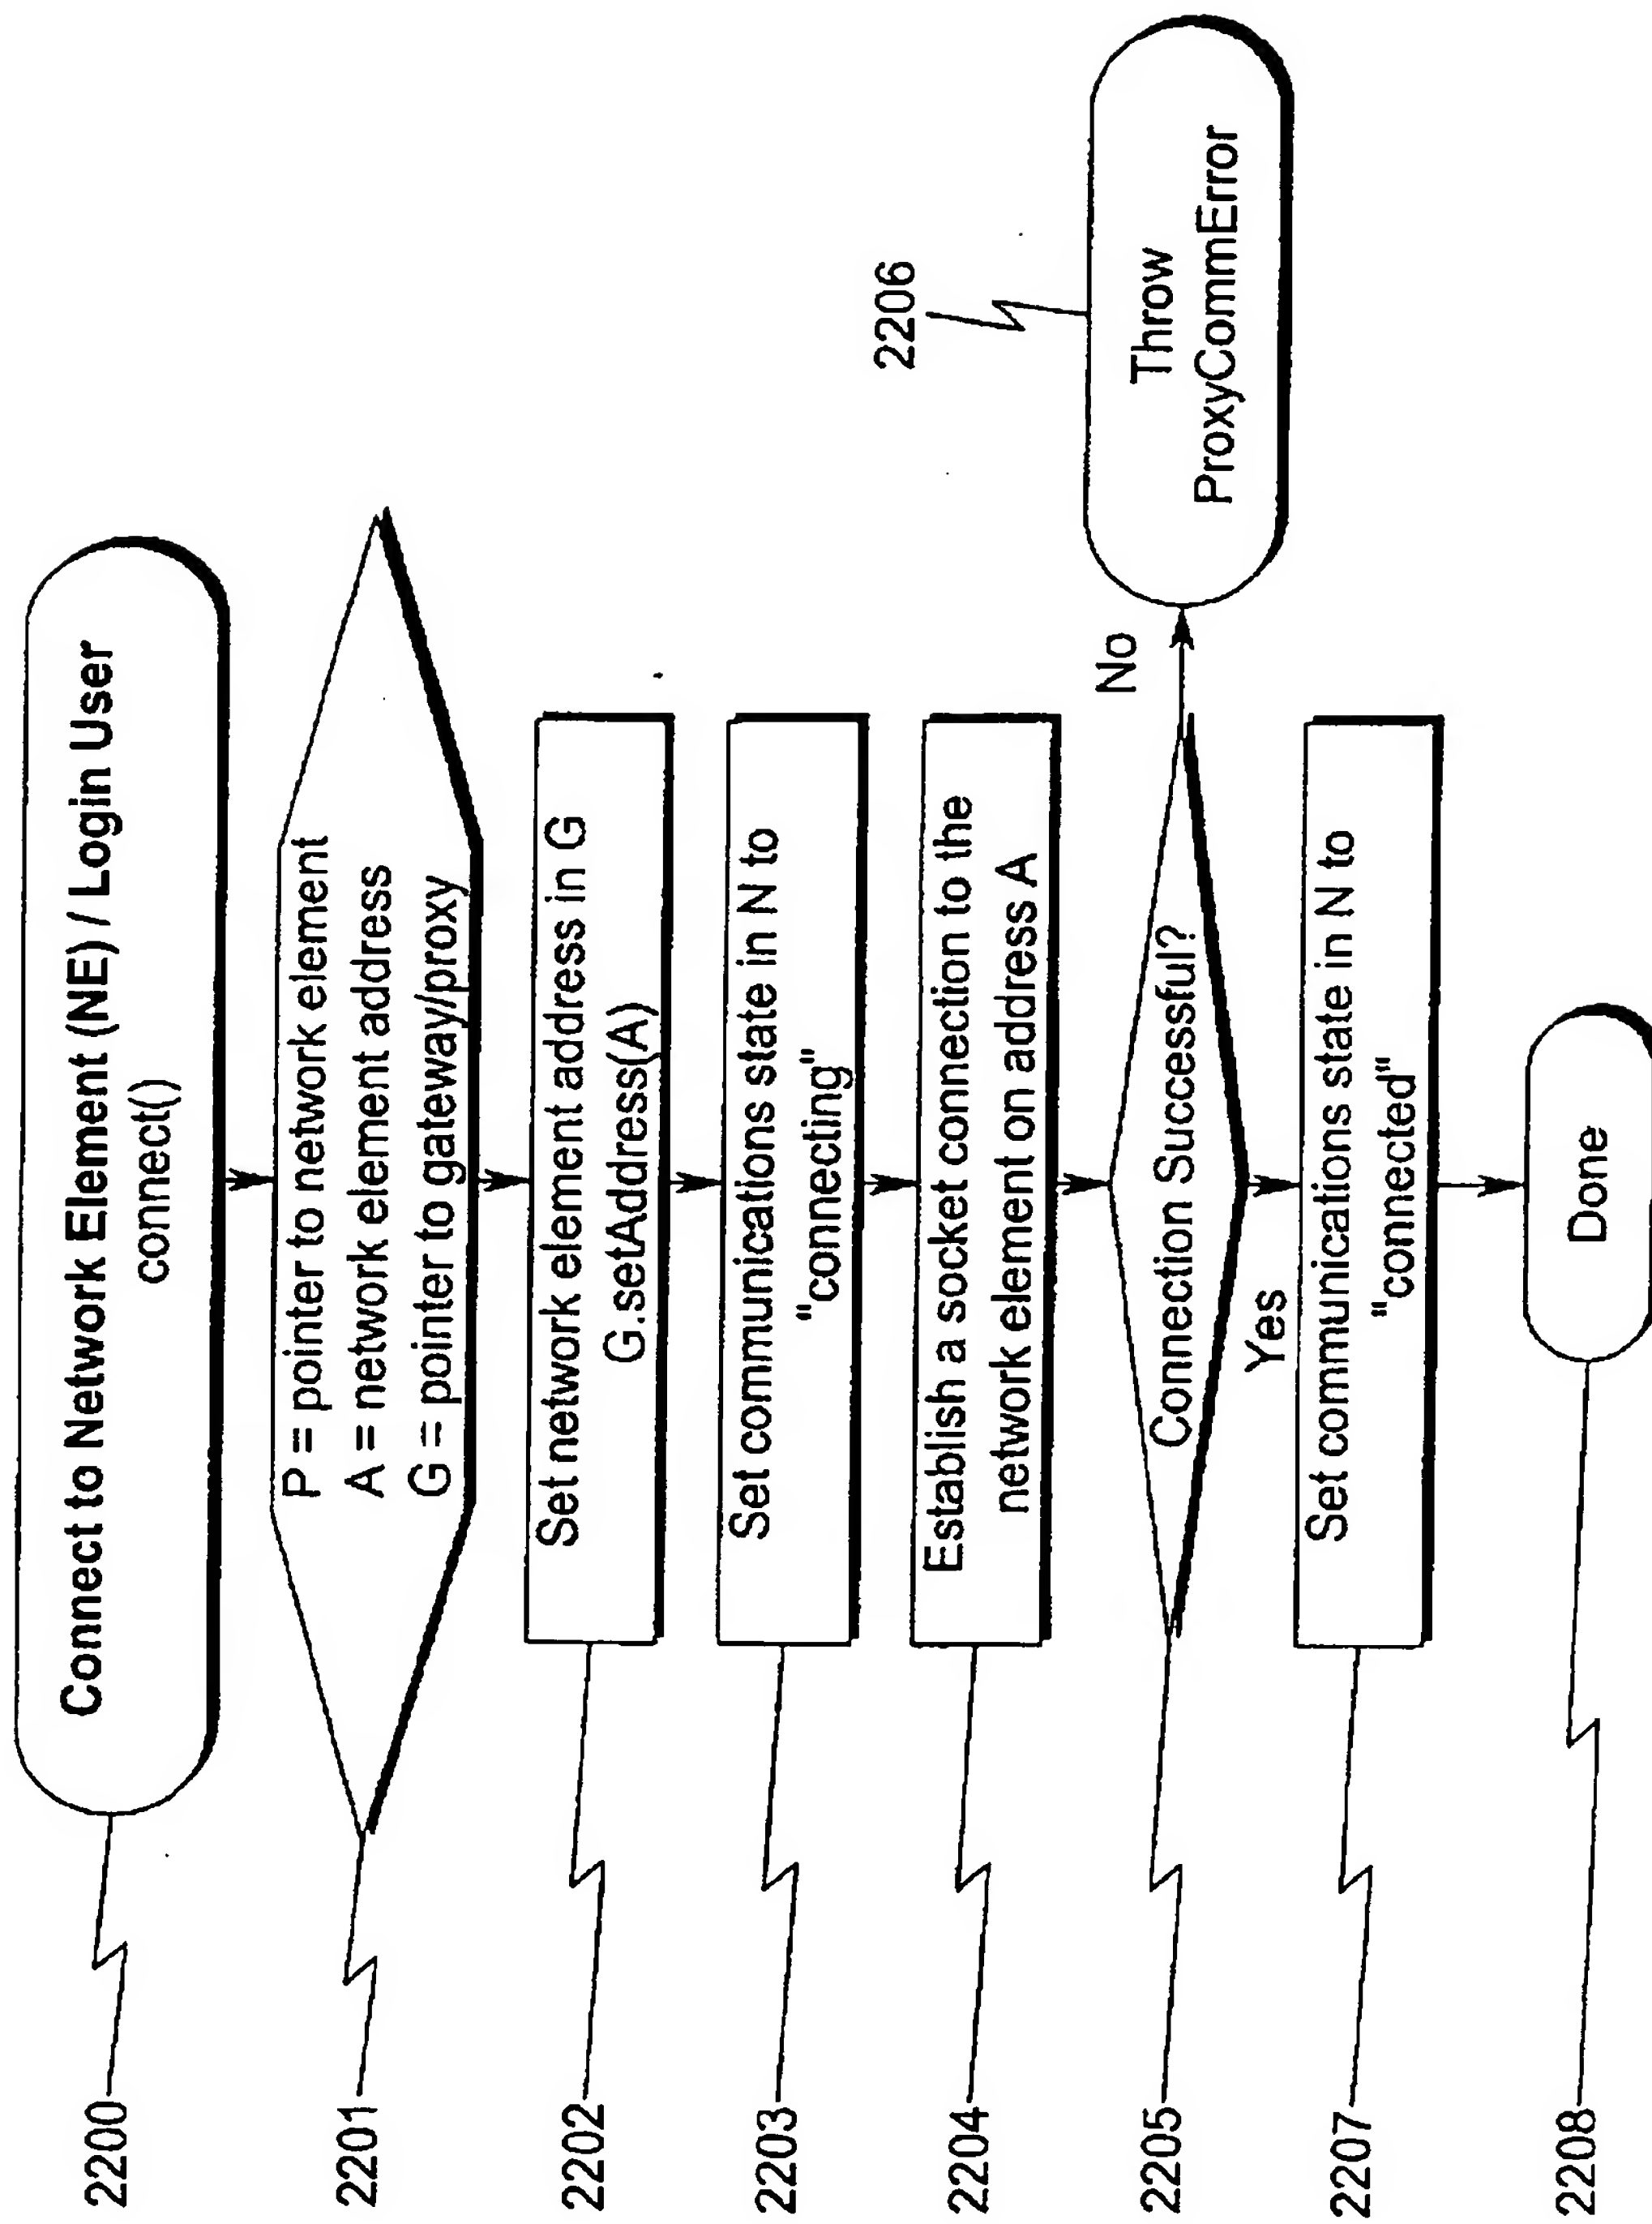 2200
Connect to Network Element (NE) / Login User
connect()
2201
P = pointer to network element
A = network element address
G = pointer to gateway/proxy
2202
Set network element address in G
G.setAddress(A)
2203
Set communications state in N to
"connecting"
2204
Establish a socket connection to the
network element on address A
2205
Connection Successful?
No
2206
Throw
ProxyCommError
Yes
2207
Set communications state in N to
"connected"
2208
Done